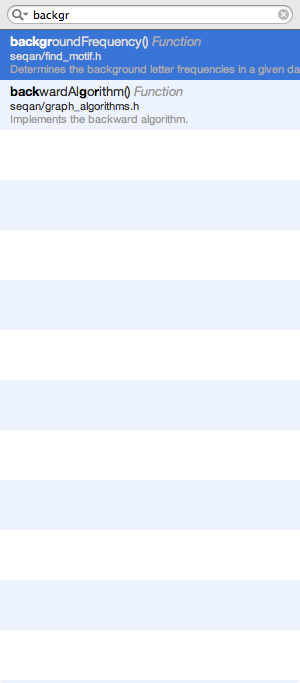 backgr
backgroundFrequency() Function
seqan/find_motif.h
Determines the background letter frequencies in a given da
backwardAlgorithm() Function
seqan/graph_algorithms.h
Implements the backward algorithm.